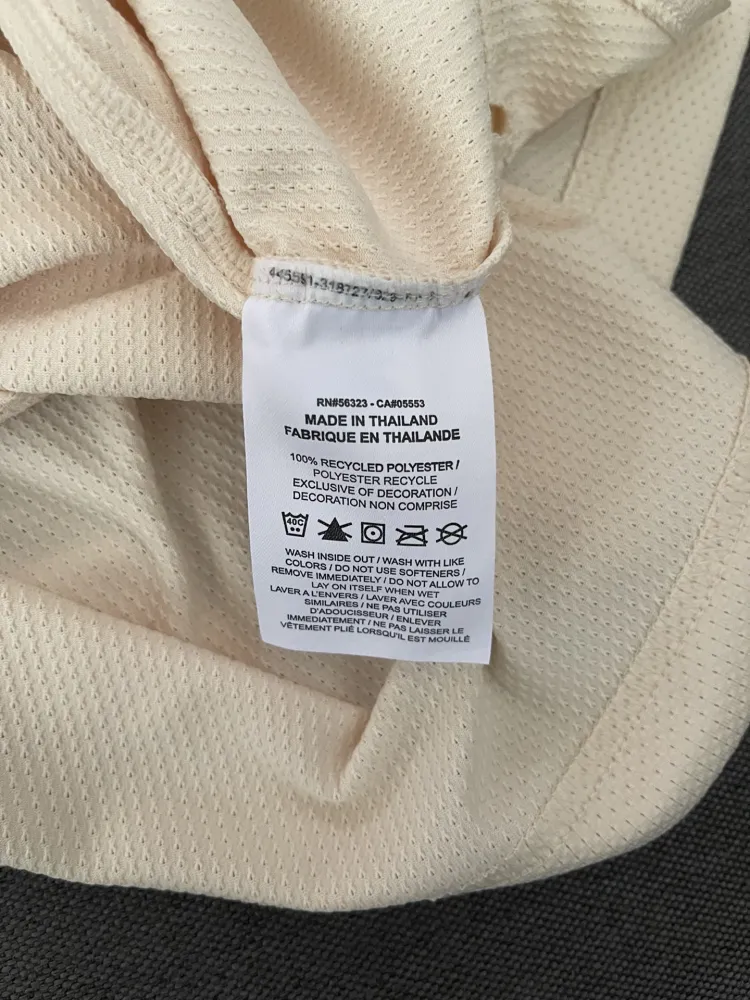 RN#56323 - CA#05553
MADE IN THAILAND
FABRIQUE EN THAILANDE
100% RECYCLED POLYESTER /
POLYESTER RECYCLE
EXCLUSIVE OF DECORATION /
DECORATION NON COMPRISE
40C
WASH INSIDE OUT / WASH WITH LIKE
COLORS / DO NOT USE SOFTENERS /
REMOVE IMMEDIATELY / DO NOT ALLOW TO
LAY ON ITSELF WHEN WET
LAVER A L'ENVERS / LAVER AVEC COULEURS
SIMILAIRES / NE PAS UTILISER
D'ADOUCISSEUR / ENLEVER
IMMEDIATEMENT / NE PAS LAISSER LE
VÊTEMENT PLIÉ LORSQU'IL EST MOUILLÉ